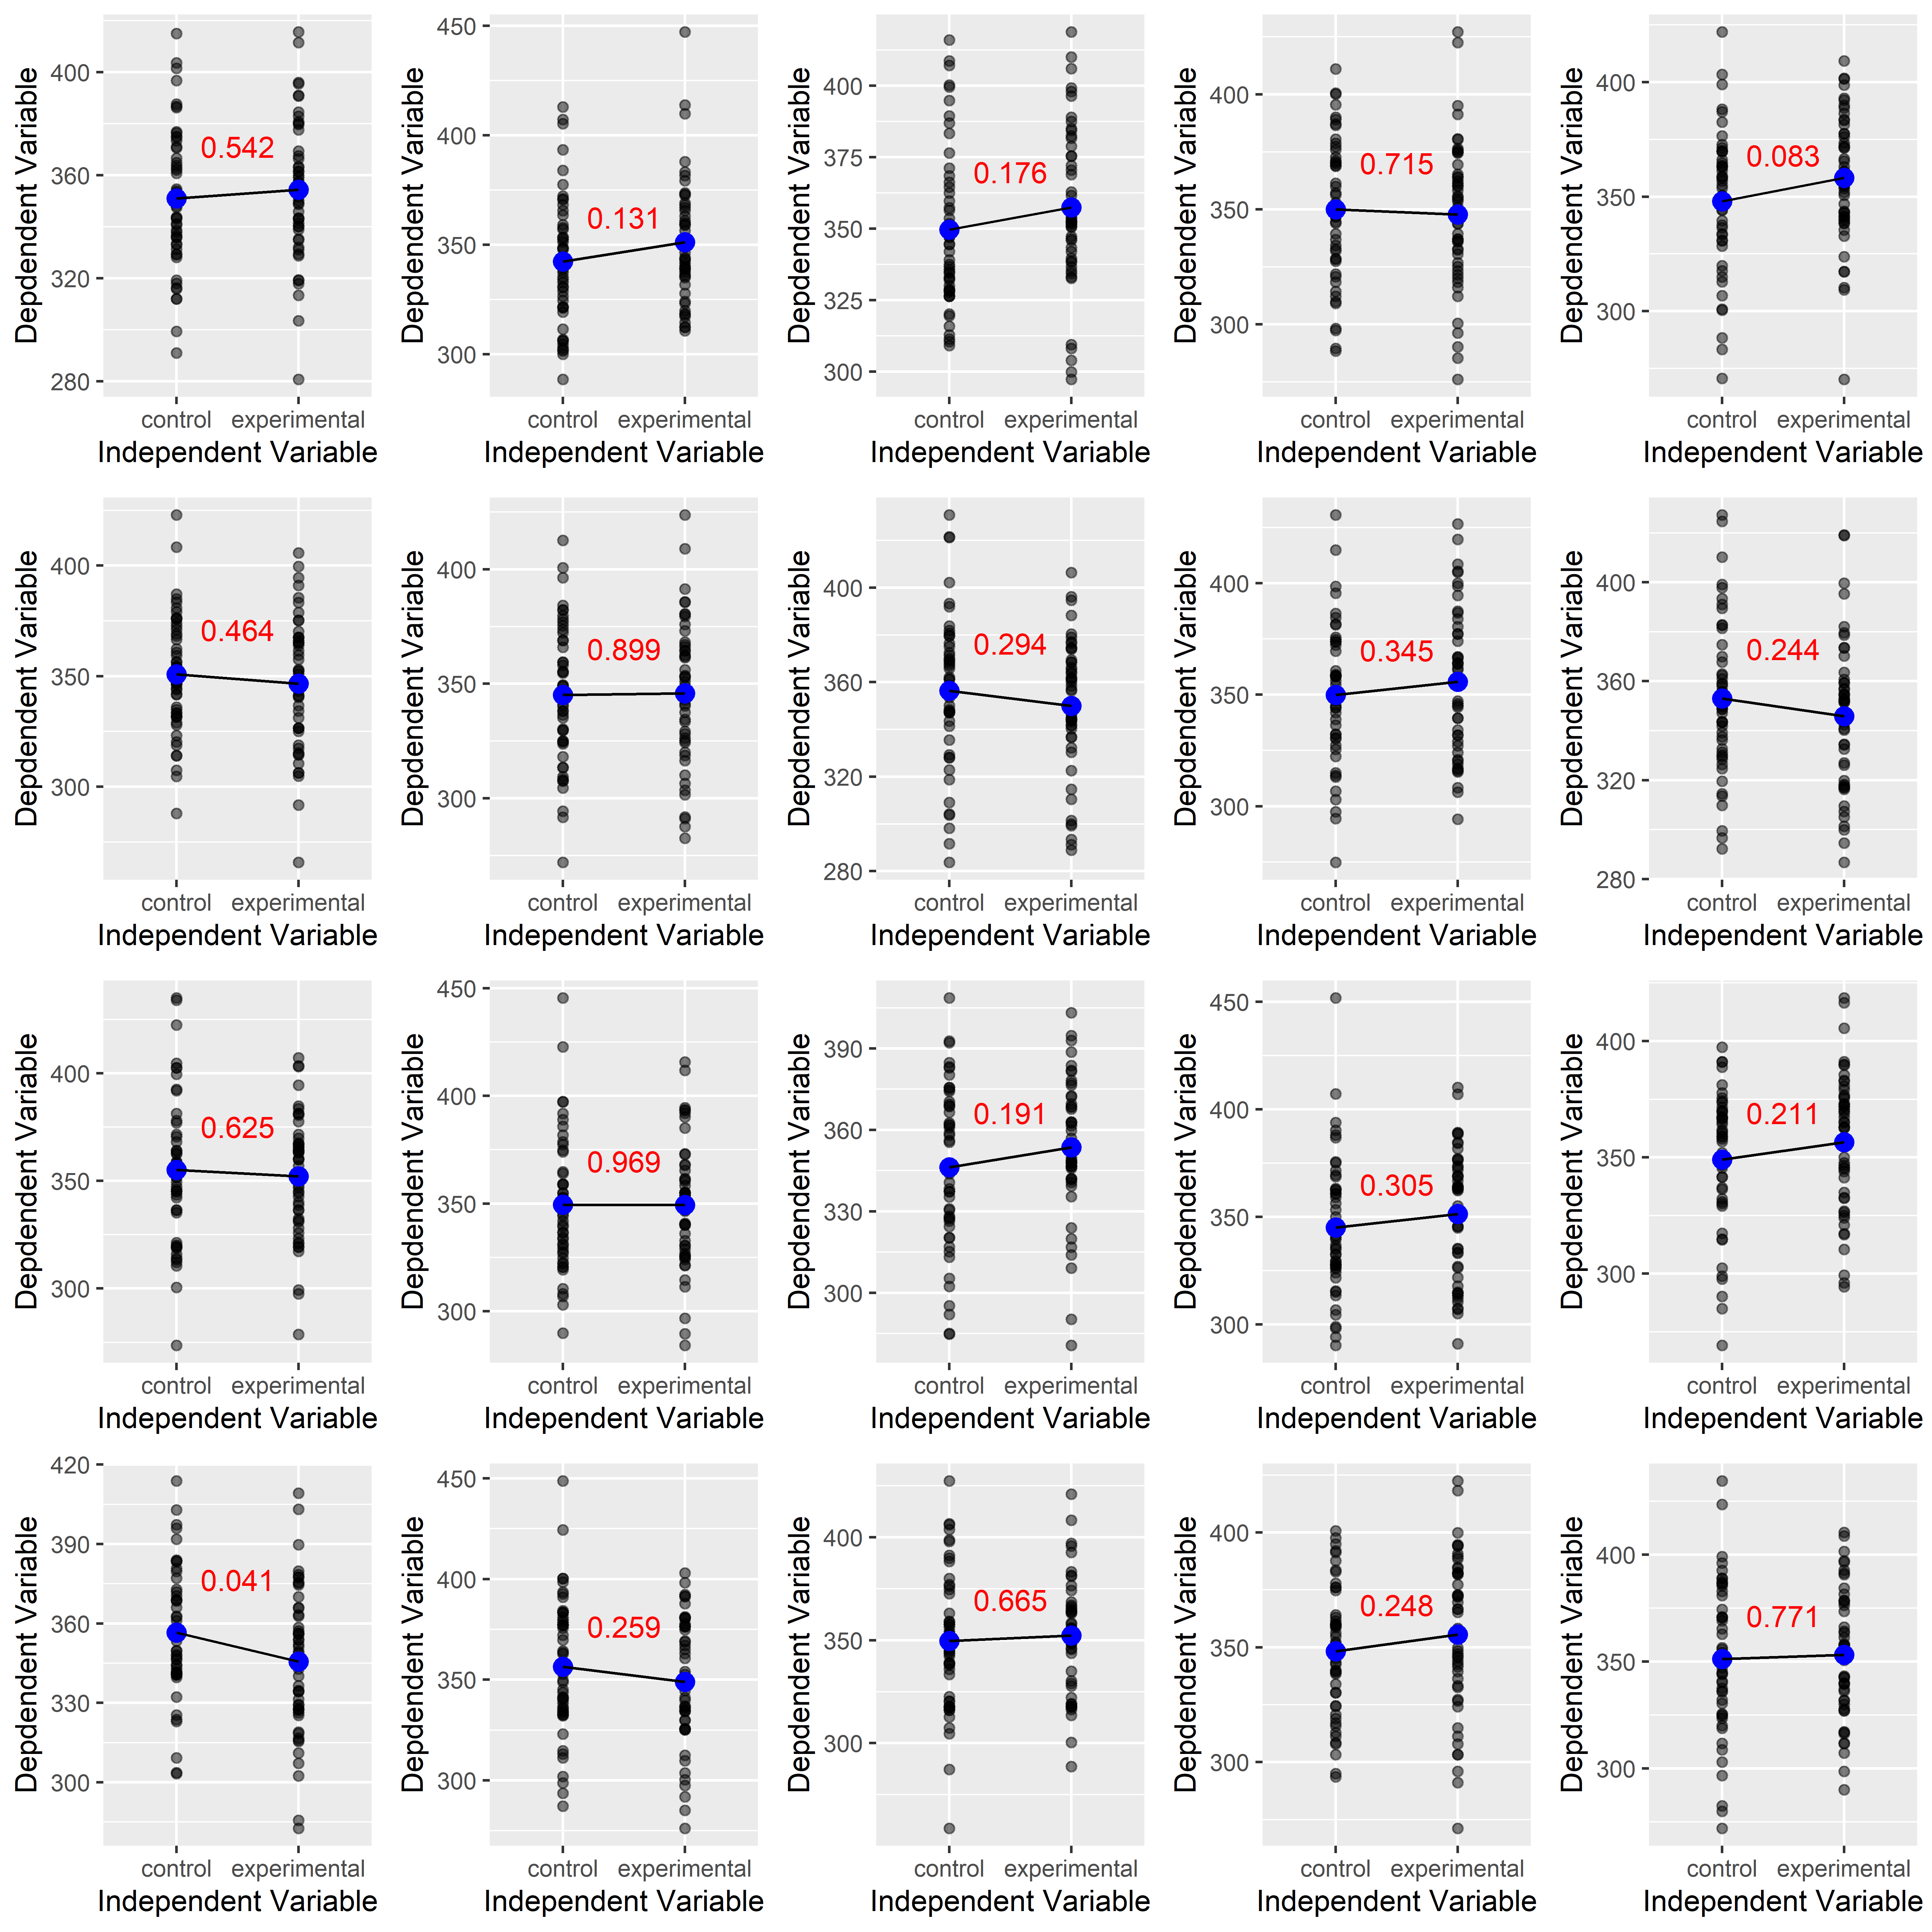 Depdendent Variable
400
360
320
280
0.542
control experimental
Independent Variable
Depdendent Variable
450
400
350
300
0.131
control experimental
Independent Variable
Depdendent Variable
400
375
350
325
300
0.176
control experimental
Independent Variable
Depdendent Variable
400
350
300
0.715
control experimental
Independent Variable
Depdendent Variable
400
350
300
0.083
control experimental
Independent Variable
Depdendent Variable
400
350
300
0.464
control experimental
Independent Variable
Depdendent Variable
400
350
300
0.899
control experimental
Independent Variable
Depdendent Variable
400
360
320
280
0.294
control experimental
Independent Variable
Depdendent Variable
400
350
300
0.345
control experimental
Independent Variable
Depdendent Variable
400
360
320
280
0.244
control experimental
Independent Variable
Depdendent Variable
400
350
300
0.625
control experimental
Independent Variable
Depdendent Variable
450
400
350
300
0.969
control experimental
Independent Variable
Depdendent Variable
390
360
330
300
0.191
control experimental
Independent Variable
Depdendent Variable
450
400
350
300
0.305
control experimental
Independent Variable
Depdendent Variable
400
350
300
0.211
control experimental
Independent Variable
Depdendent Variable
420
390
360
330
300
0.041
control experimental
Independent Variable
Depdendent Variable
450
400
350
300
0.259
control experimental
Independent Variable
Depdendent Variable
400
350
300
0.665
control experimental
Independent Variable
Depdendent Variable
400
350
300
0.248
control experimental
Independent Variable
Depdendent Variable
400
350
300
0.771
control experimental
Independent Variable